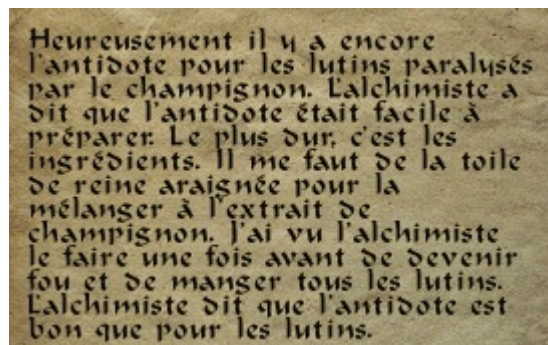 Heureusement il y a encore
l'antidote pour les lutins paralysés
par le champignon. L'alchimiste a
dit que l'antidote était facile à
préparer. Le plus dur, c'est les
ingrédients. Il me faut de la toile
de reine araignée pour la
mélanger à l'extrait de
champignon. J'ai vu l'alchimiste
le faire une fois avant de devenir
fou et de manger tous les lutins.
L'alchimiste dit que l'antidote est
bon que pour les lutins.